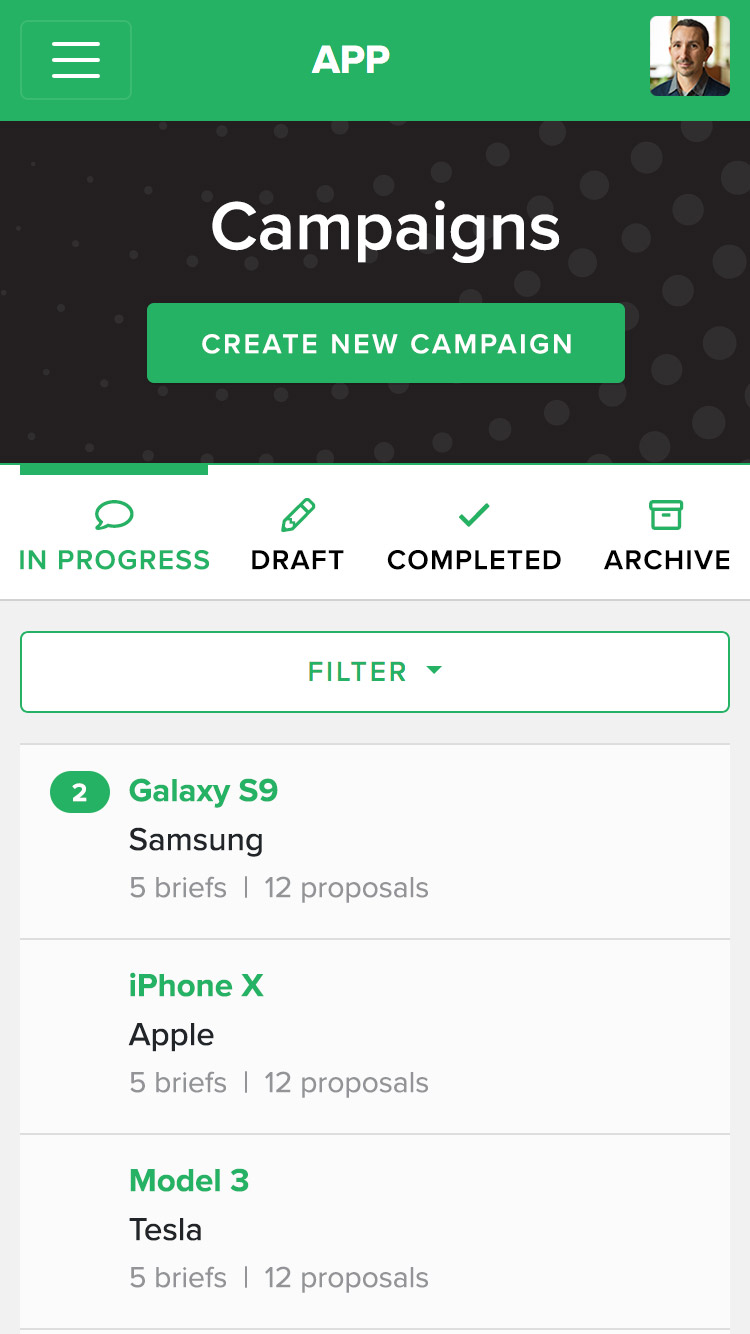 APP
Campaigns
CREATE NEW CAMPAIGN
IN PROGRESS DRAFT COMPLETED ARCHIVE
FILTER
2 Galaxy S9
Samsung
5 briefs | 12 proposals
iPhone X
Apple
5 briefs | 12 proposals
Model 3
Tesla
5 briefs | 12 proposals